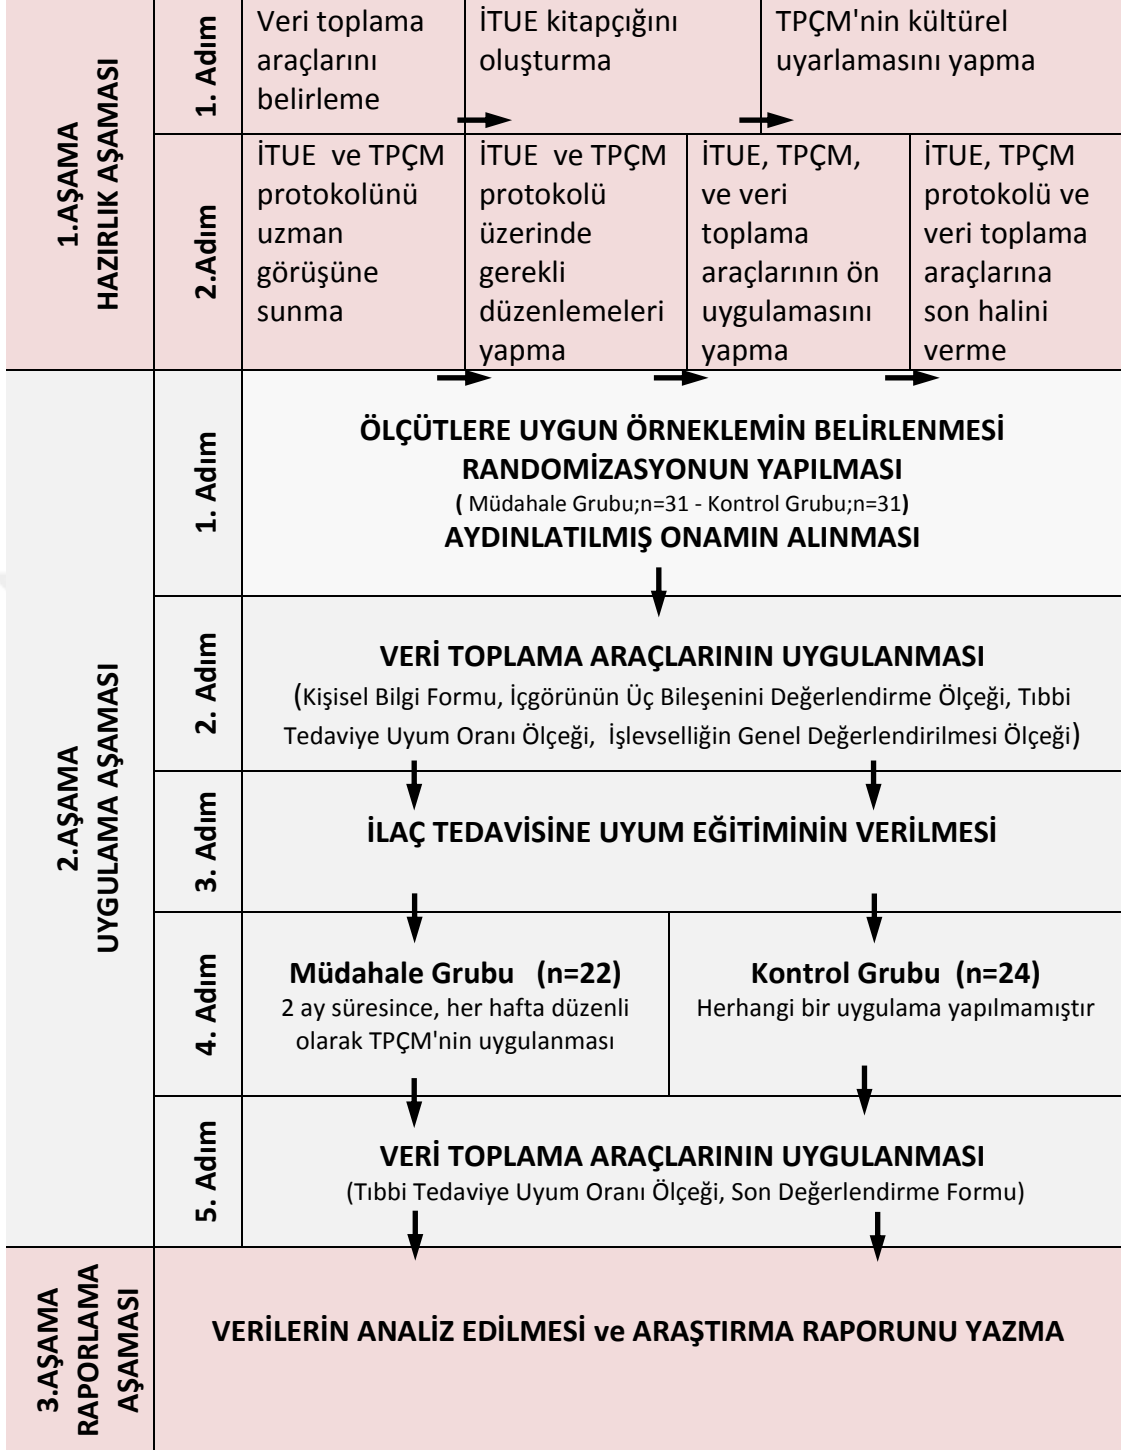 1.AŞAMA
HAZIRLIK AŞAMASI
1. Adım
Veri toplama
araçlarını
belirleme
İTUE kitapçığını
oluşturma
TPÇM'nin kültürel
uyarlamasını yapma
2.Adım
İTUE ve TPÇM
protokolünü
uzman
görüşüne
sunma
İTUE ve TPÇM
protokolü
üzerinde
gerekli
düzenlemeleri
yapma
İTUE, TPÇM,
ve veri
toplama
araçlarının ön
uygulamasını
yapma
İTUE, TPÇM
protokolü ve
veri toplama
araçlarına
son halini
verme
2.AŞAMA
UYGULAMA AŞAMASI
1. Adım
ÖLÇÜTLERE UYGUN ÖRNEKLEMİN BELİRLENMESİ
RANDOMİZASYONUN YAPILMASI
( Müdahale Grubu;n=31 - Kontrol Grubu;n=31)
AYDINLATILMIŞ ONAMIN ALINMASI
2. Adım
VERİ TOPLAMA ARAÇLARININ UYGULANMASI
(Kişisel Bilgi Formu, İçgörünün Üç Bileşenini Değerlendirme Ölçeği, Tıbbi
Tedaviye Uyum Oranı Ölçeği, İşlevselliğin Genel Değerlendirilmesi Ölçeği)
3. Adım
İLAÇ TEDAVİSİNE UYUM EĞİTİMİNİN VERİLMESİ
4. Adım
Müdahale Grubu (n=22)
2 ay süresince, her hafta düzenli
olarak TPÇM'nin uygulanması
Kontrol Grubu (n=24)
Herhangi bir uygulama yapılmamıştır
5. Adım
VERİ TOPLAMA ARAÇLARININ UYGULANMASI
(Tıbbi Tedaviye Uyum Oranı Ölçeği, Son Değerlendirme Formu)
3.AŞAMA
RAPORLAMA
AŞAMASI
VERİLERİN ANALİZ EDİLMESİ ve ARAŞTIRMA RAPORUNU YAZMA